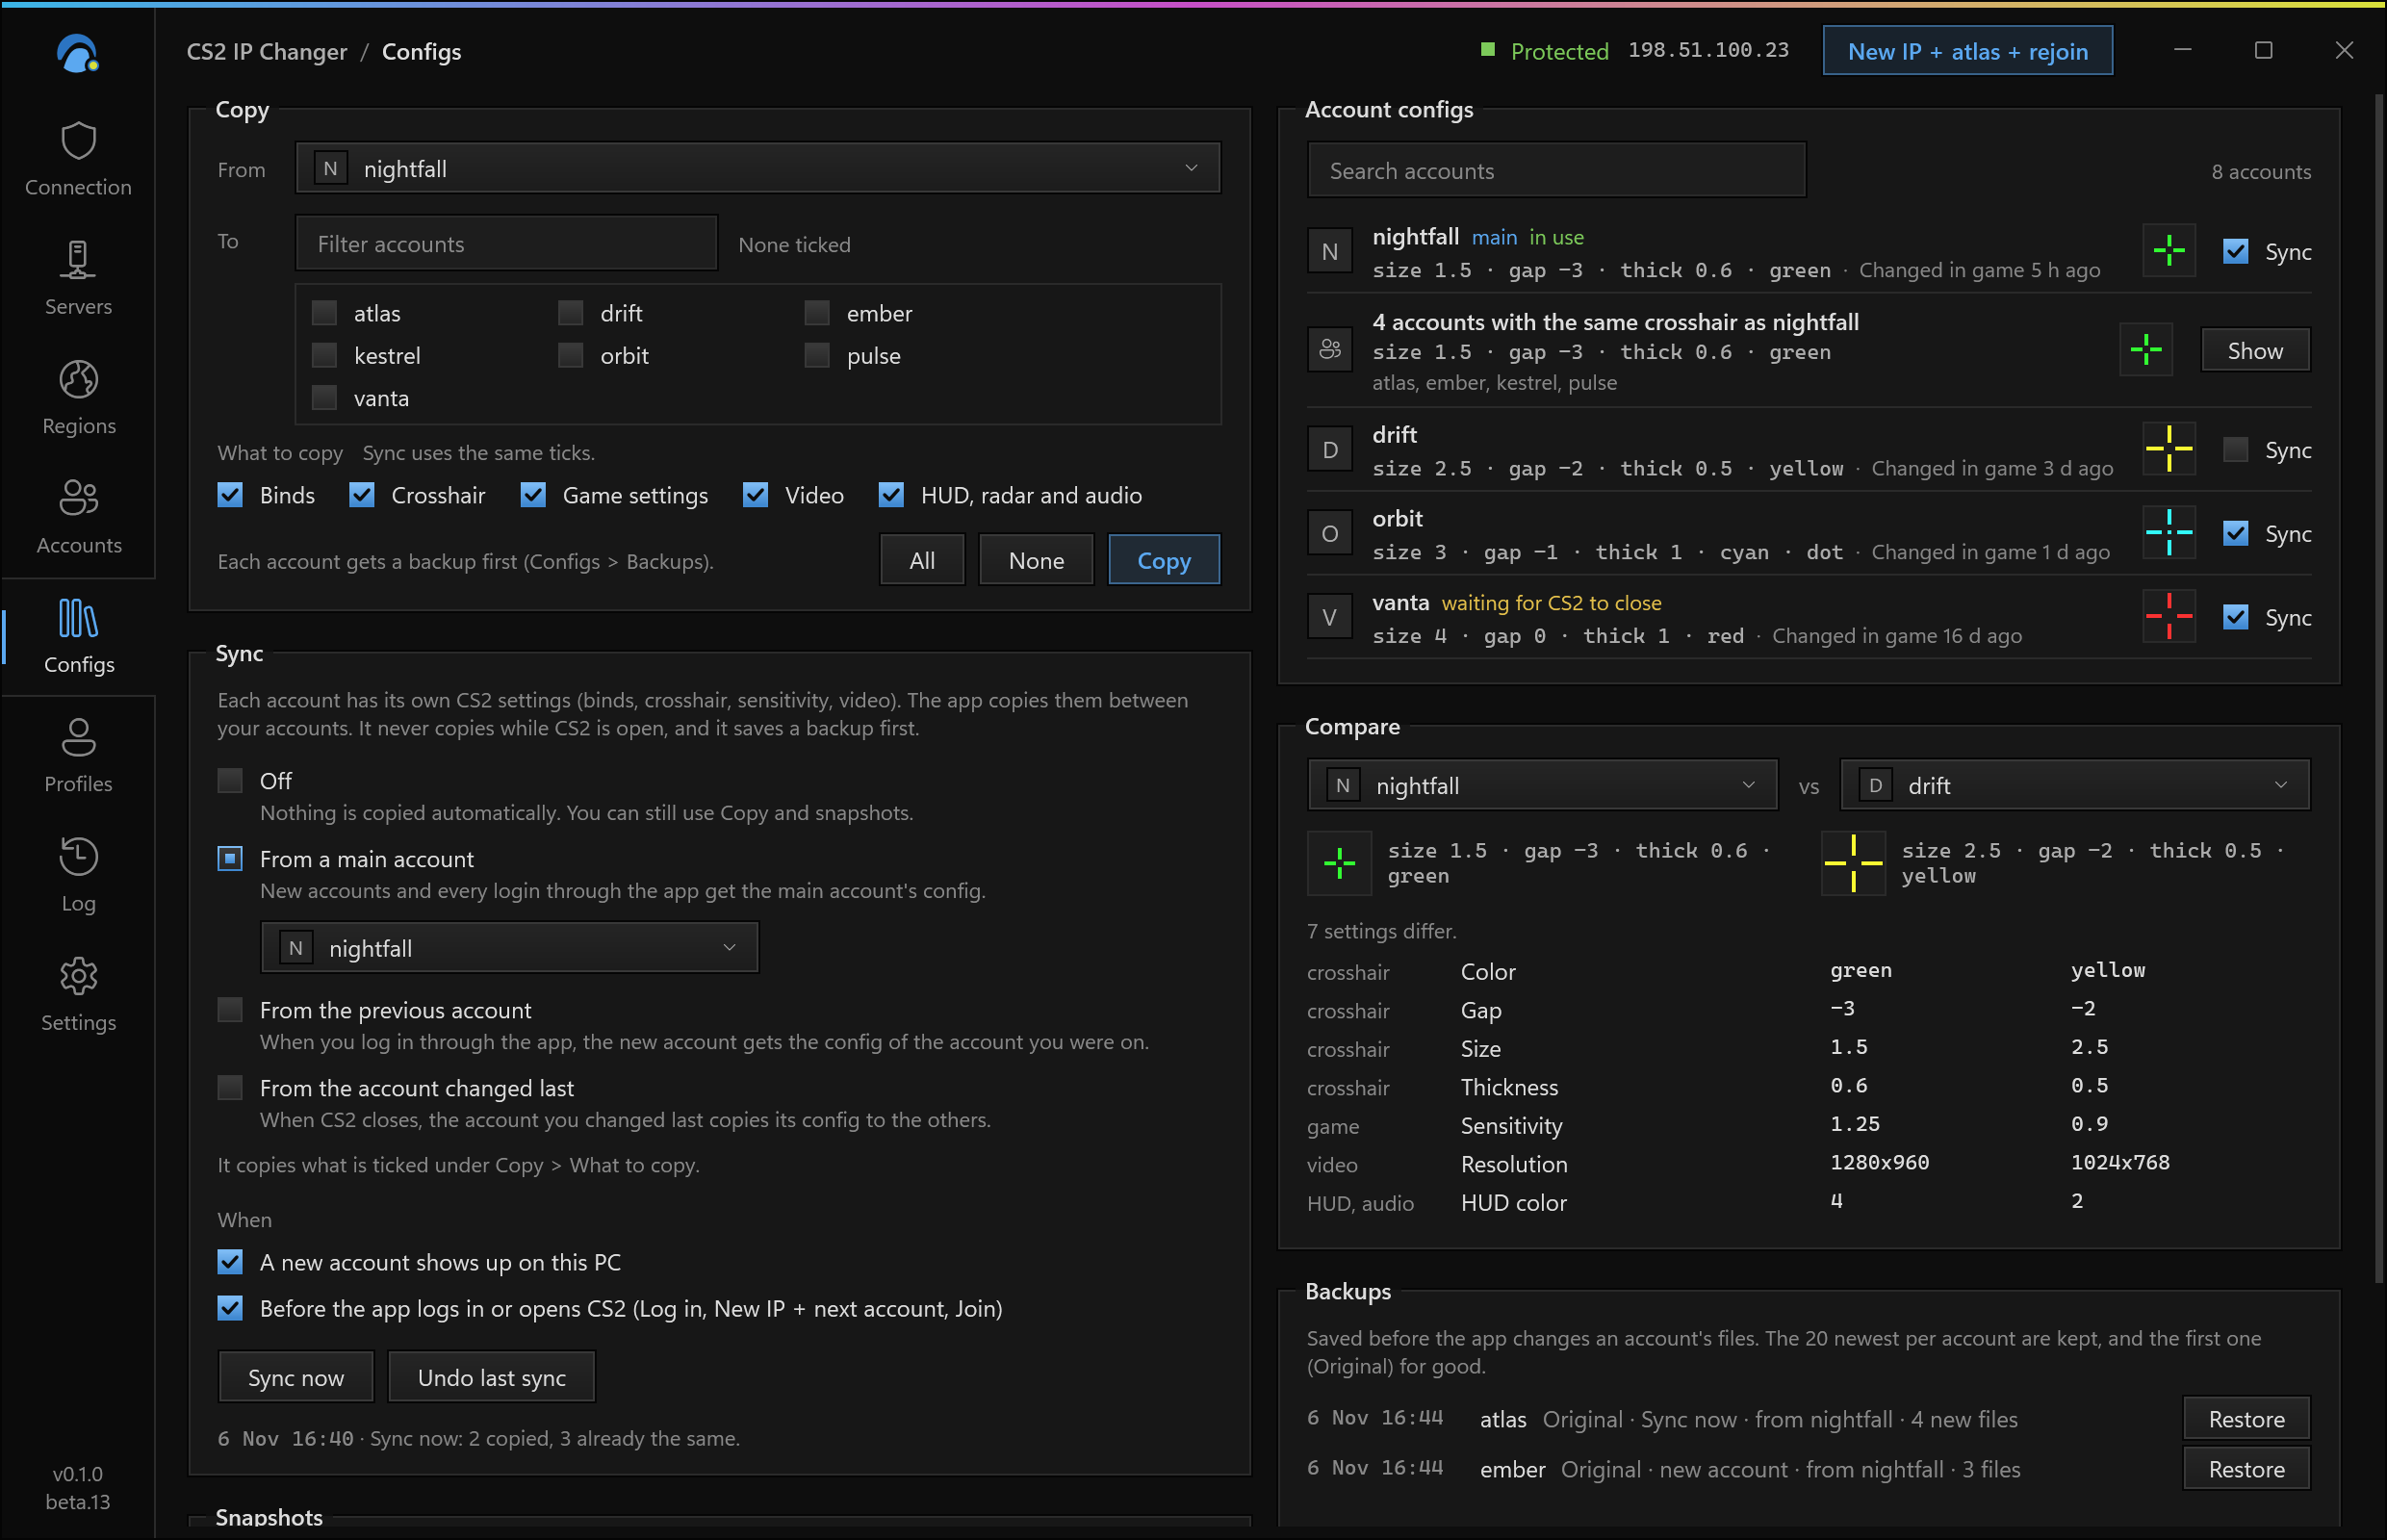 CS2 IP Changer / Configs
Protected 198.51.100.23
New IP + atlas + rejoin
Connection
Servers
Regions
Accounts
Configs
Profiles
Log
Settings
v0.1.0
beta.13
Copy
From N nightfall
To Filter accounts None ticked
atlas drift ember
kestrel orbit pulse
vanta
What to copy Sync uses the same ticks.
Binds Crosshair Game settings Video HUD, radar and audio
Each account gets a backup first (Configs > Backups). All None Copy
Sync
Each account has its own CS2 settings (binds, crosshair, sensitivity, video). The app copies them between
your accounts. It never copies while CS2 is open, and it saves a backup first.
Off
Nothing is copied automatically. You can still use Copy and snapshots.
From a main account
New accounts and every login through the app get the main account's config.
N nightfall
From the previous account
When you log in through the app, the new account gets the config of the account you were on.
From the account changed last
When CS2 closes, the account you changed last copies its config to the others.
It copies what is ticked under Copy > What to copy.
When
A new account shows up on this PC
Before the app logs in or opens CS2 (Log in, New IP + next account, Join)
Sync now Undo last sync
6 Nov 16:40 · Sync now: 2 copied, 3 already the same.
Snapshots
Account configs
Search accounts 8 accounts
N nightfall main in use
size 1.5 · gap −3 · thick 0.6 · green · Changed in game 5 h ago
Sync
4 accounts with the same crosshair as nightfall
size 1.5 · gap −3 · thick 0.6 · green
atlas, ember, kestrel, pulse
Show
D drift
size 2.5 · gap −2 · thick 0.5 · yellow · Changed in game 3 d ago
Sync
O orbit
size 3 · gap −1 · thick 1 · cyan · dot · Changed in game 1 d ago
Sync
V vanta waiting for CS2 to close
size 4 · gap 0 · thick 1 · red · Changed in game 16 d ago
Sync
Compare
N nightfall vs D drift
size 1.5 · gap −3 · thick 0.6 ·
green
size 2.5 · gap −2 · thick 0.5 ·
yellow
7 settings differ.
crosshair Color green yellow
crosshair Gap −3 −2
crosshair Size 1.5 2.5
crosshair Thickness 0.6 0.5
game Sensitivity 1.25 0.9
video Resolution 1280x960 1024x768
HUD, audio HUD color 4 2
Backups
Saved before the app changes an account's files. The 20 newest per account are kept, and the first one
(Original) for good.
6 Nov 16:44 atlas Original · Sync now · from nightfall · 4 new files Restore
6 Nov 16:44 ember Original · new account · from nightfall · 3 files Restore